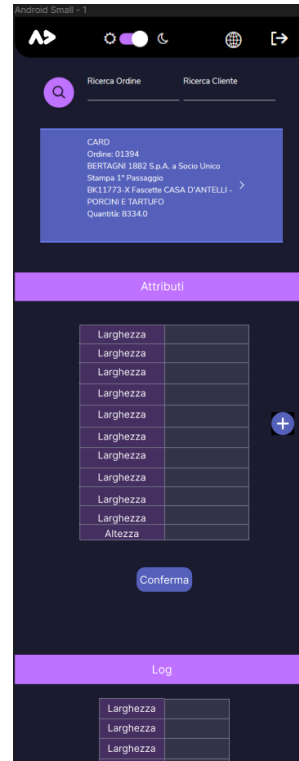 Android Small - 1
Ricerca Ordine Ricerca Cliente
CARD
Ordine: 01394
BERTAGNI 1882 S.p.A. a Socio Unico
Stampa 1° Passaggio
BK11773-X Fascette CASA D'ANTELLI -
PORCINI E TARTUFO
Quantità: 8334.0
Attributi
Larghezza
Larghezza
Larghezza
Larghezza
Larghezza
Larghezza
Larghezza
Larghezza
Larghezza
Larghezza
Altezza
Conferma
Log
Larghezza
Larghezza
Larghezza